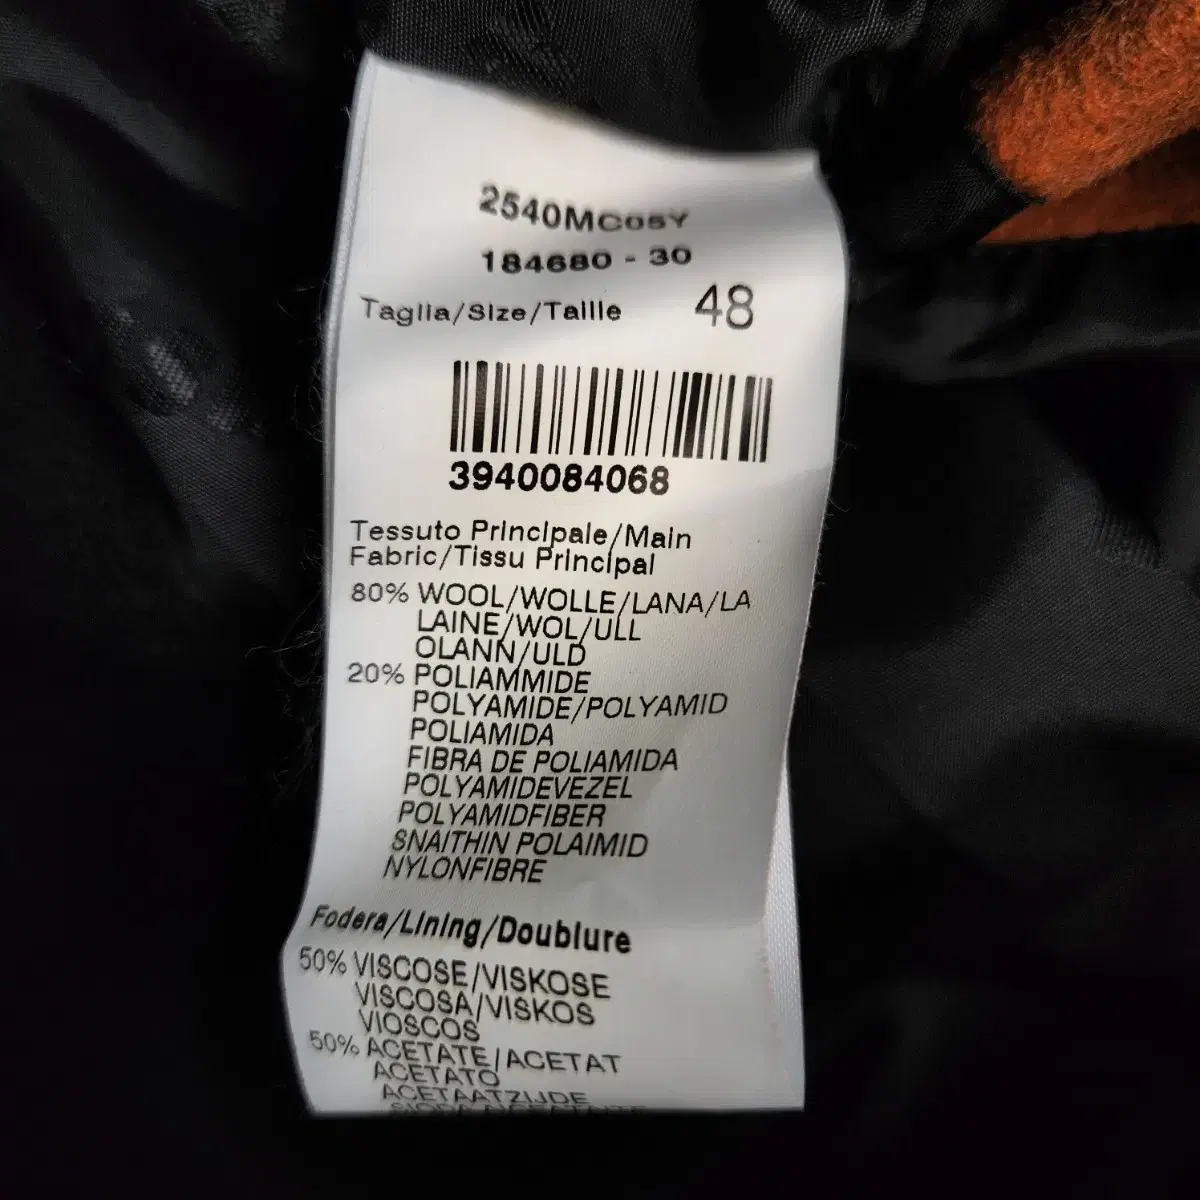 2540MC05Y
184680 - 30
Taglia/Size/Taille 48
3940084068
Tessuto Principale/Main
Fabric/Tissu Principal
80% WOOL/WOLLE/LANA/LA
LAINE/WOL/ULL
OLANN/ULD
20% POLIAMMIDE
POLYAMIDE/POLYAMID
POLIAMIDA
FIBRA DE POLIAMIDA
POLYAMIDEVEZEL
POLYAMIDFIBER
SNAITHIN POLAIMID
NYLONFIBRE
Fodera/Lining/Doublure
50% VISCOSE/VISKOSE
VISCOSA/VISKOS
VIOSCOS
50% ACETATE/ACETAT
ACETATO
ACETAATZIJDE